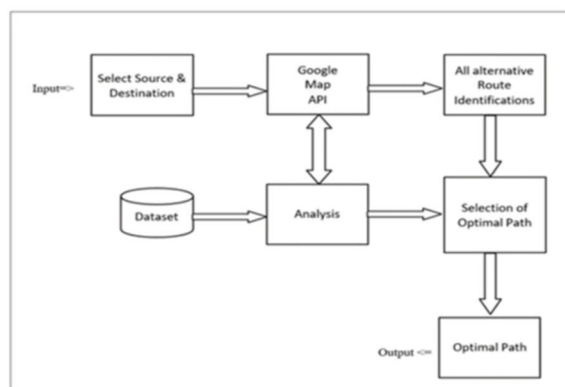 Input=>
Select Source &
Destination
Google
Map
API
All alternative
Route
Identifications
Dataset
Analysis
Selection of
Optimal Path
Output <=
Optimal Path